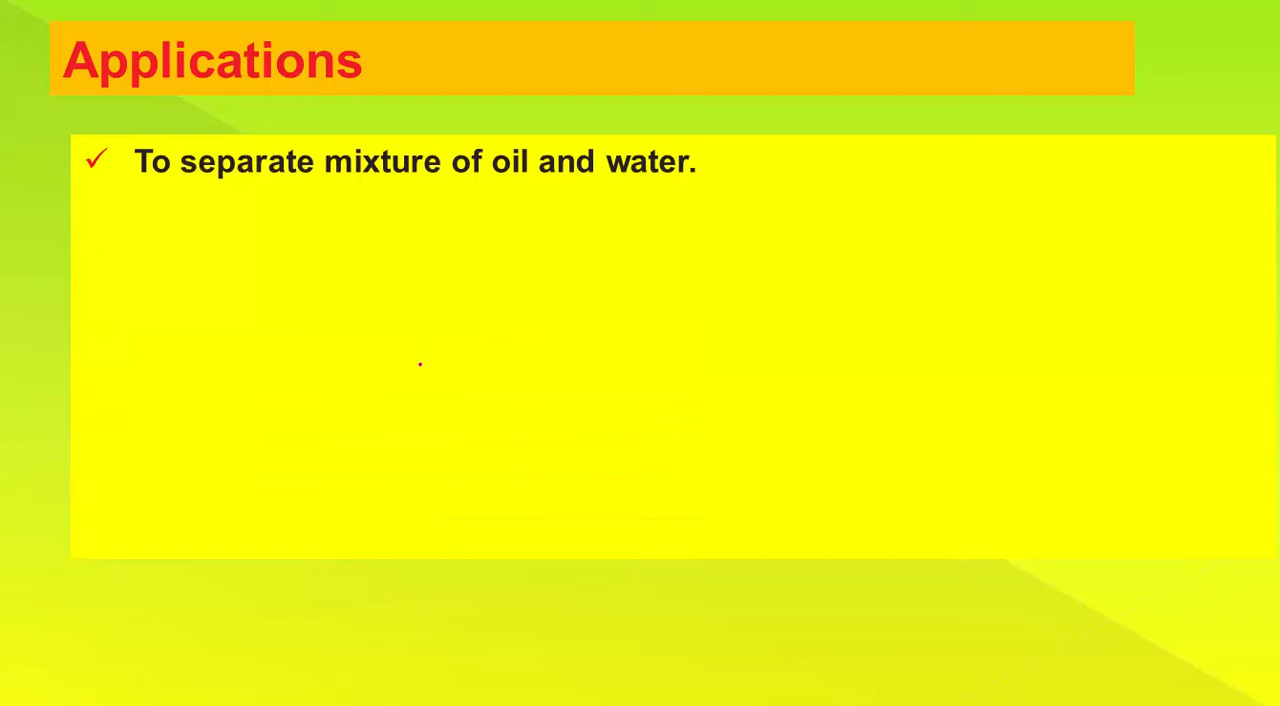 Applications
✓ To separate mixture of oil and water.